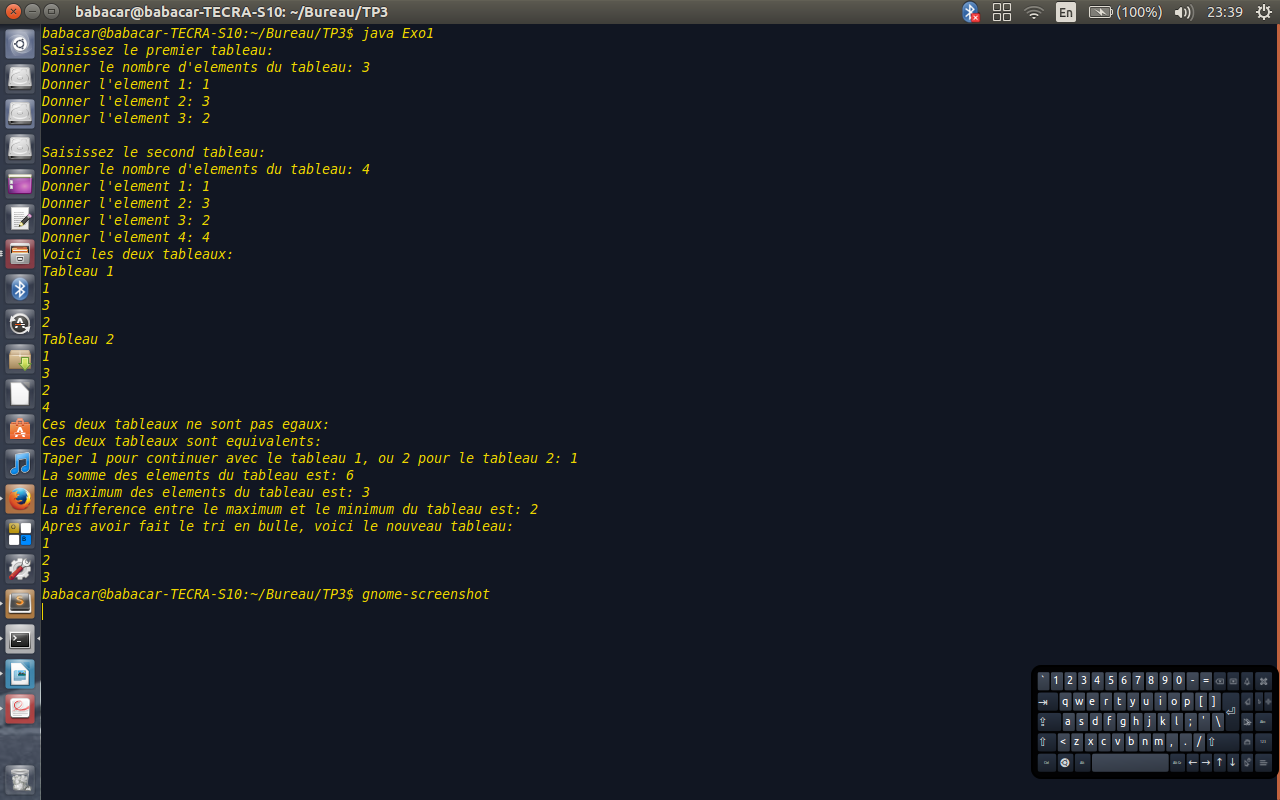 babacar@babacar-TECRA-S10: ~/Bureau/TP3
En
(100%)
23:39
babacar@babacar-TECRA-S10:~/Bureau/TP3$ java Exo1
Saisissez le premier tableau:
Donner le nombre d'elements du tableau: 3
Donner l'element 1: 1
Donner l'element 2: 3
Donner l'element 3: 2
Saisissez le second tableau:
Donner le nombre d'elements du tableau: 4
Donner l'element 1: 1
Donner l'element 2: 3
Donner l'element 3: 2
Donner l'element 4: 4
Voici les deux tableaux:
Tableau 1
1
3
2
Tableau 2
1
3
2
4
Ces deux tableaux ne sont pas egaux:
Ces deux tableaux sont equivalents:
Taper 1 pour continuer avec le tableau 1, ou 2 pour le tableau 2: 1
La somme des elements du tableau est: 6
Le maximum des elements du tableau est: 3
La difference entre le maximum et le minimum du tableau est: 2
Apres avoir fait le tri en bulle, voici le nouveau tableau:
1
2
3
babacar@babacar-TECRA-S10:~/Bureau/TP3$ gnome-screenshot
` 1 2 3 4 5 6 7 8 9 0 - =
q w e r t y u i o p [ ]
a s d f g h j k l ; ' \
< z x c v b n m , . /